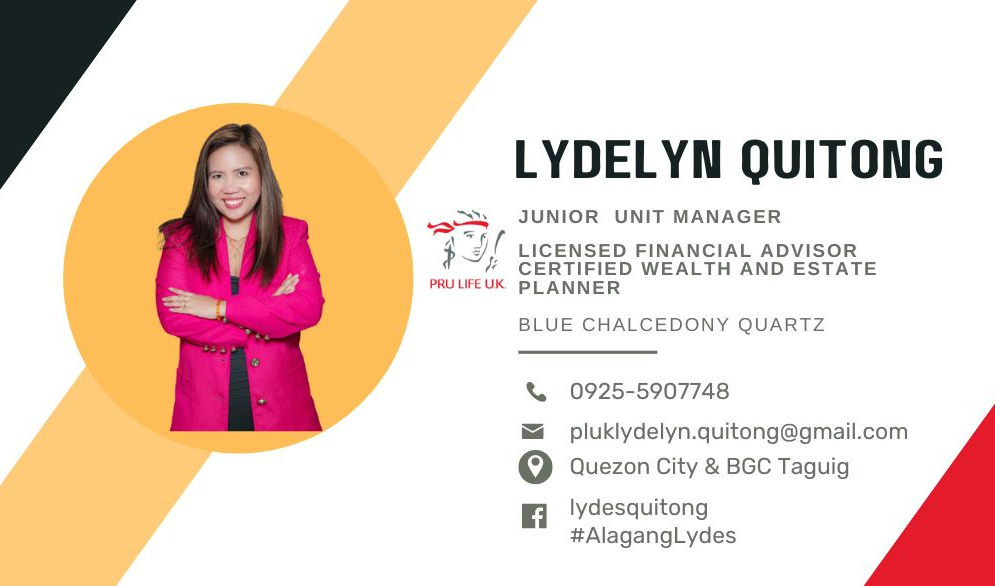 LYDELYN QUITONG
JUNIOR UNIT MANAGER
LICENSED FINANCIAL ADVISOR
CERTIFIED WEALTH AND ESTATE
PLANNER
PRU LIFE U.K.
BLUE CHALCEDONY QUARTZ
0925-5907748
pluklydelyn.quitong@gmail.com
Quezon City & BGC Taguig
lydesquitong
#AlagangLydes